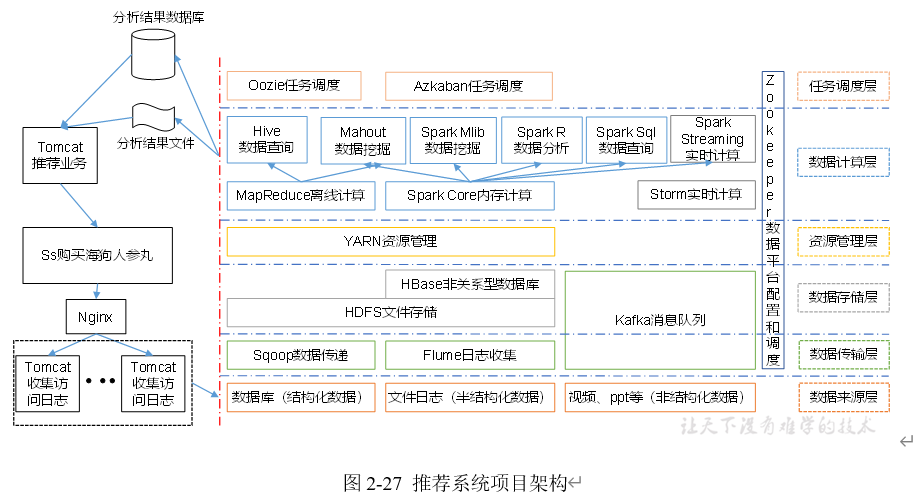 分析结果数据库
分析结果文件
Tomcat
推荐业务
Ss购买海狗人参丸
Nginx
Tomcat
收集访
问日志
Tomcat
收集访
问日志
Oozie任务调度
Azkaban任务调度
任务调度层
Hive
数据查询
Mahout
数据挖掘
Spark Mlib
数据挖掘
Spark R
数据分析
Spark Sql
数据查询
Spark
Streaming
实时计算
数据计算层
MapReduce离线计算
Spark Core内存计算
Storm实时计算
YARN资源管理
资源管理层
HBase非关系型数据库
HDFS文件存储
Kafka消息队列
数据存储层
Sqoop数据传递
Flume日志收集
数据传输层
数据库（结构化数据）
文件日志（半结构化数据）
视频、ppt等（非结构化数据）
数据来源层
Zookeeper数据平台配置和调度
让天下没有难学的技术
图 2-27 推荐系统项目架构